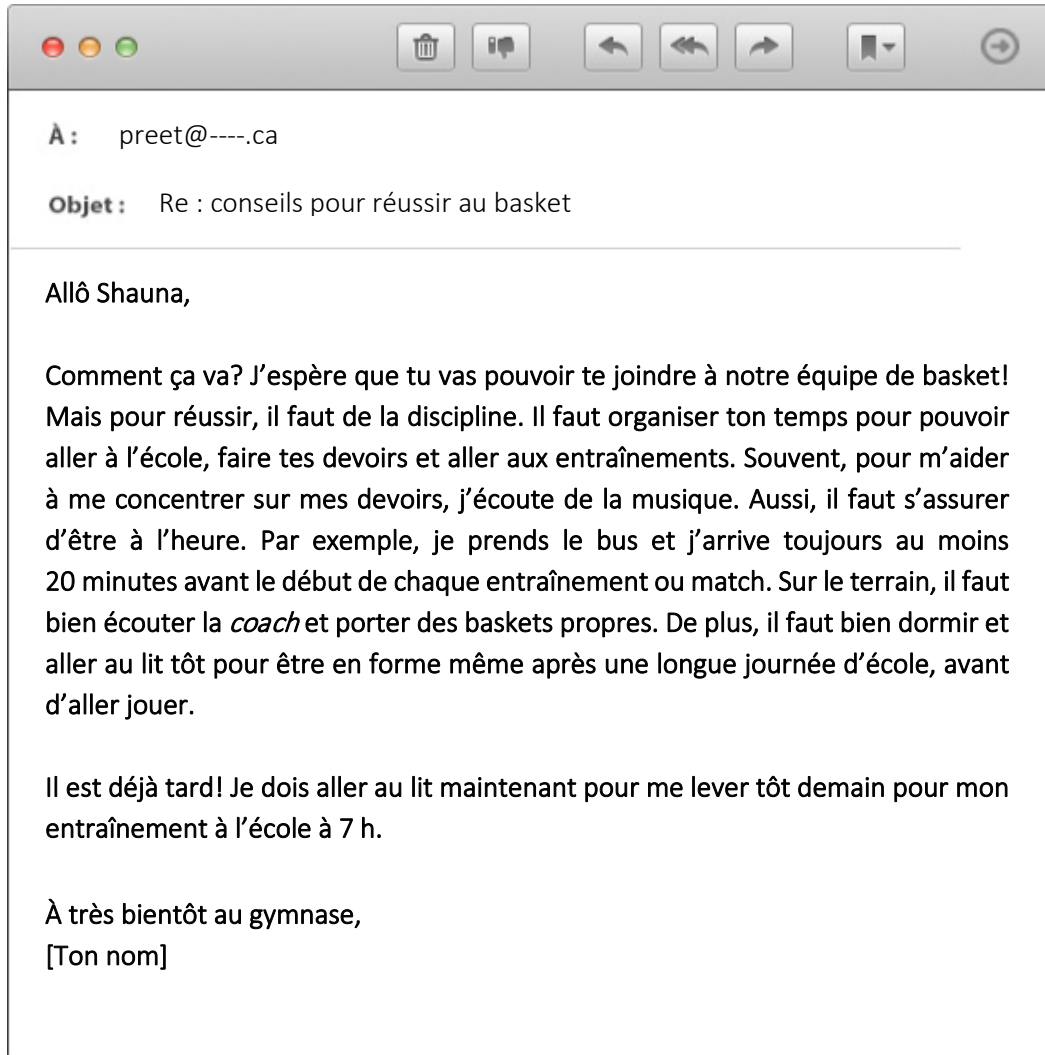 À : preet@----.ca
Objet : Re : conseils pour réussir au basket
Allô Shauna,
Comment ça va? J’espère que tu vas pouvoir te joindre à notre équipe de basket!
Mais pour réussir, il faut de la discipline. Il faut organiser ton temps pour pouvoir
aller à l’école, faire tes devoirs et aller aux entraînements. Souvent, pour m’aider
à me concentrer sur mes devoirs, j’écoute de la musique. Aussi, il faut s’assurer
d’être à l’heure. Par exemple, je prends le bus et j’arrive toujours au moins
20 minutes avant le début de chaque entraînement ou match. Sur le terrain, il faut
bien écouter la coach et porter des baskets propres. De plus, il faut bien dormir et
aller au lit tôt pour être en forme même après une longue journée d’école, avant
d’aller jouer.
Il est déjà tard! Je dois aller au lit maintenant pour me lever tôt demain pour mon
entraînement à l’école à 7 h.
À très bientôt au gymnase,
[Ton nom]